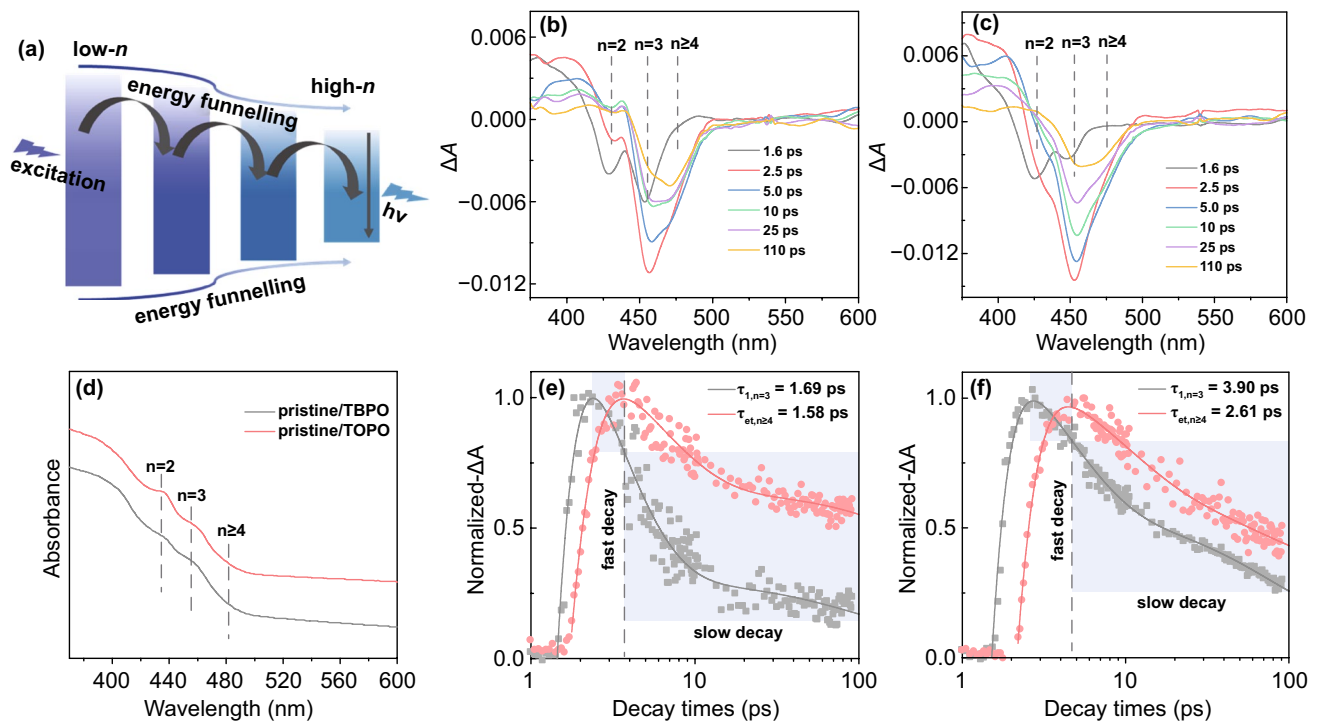 (a)
low-n
high-n
energy funnelling
excitation
hv
energy funnelling
(b)
n=2
n=3
n≥4
0.006
0.000
−0.006
−0.012
ΔA
1.6 ps
2.5 ps
5.0 ps
10 ps
25 ps
110 ps
400
450
500
550
600
Wavelength (nm)
(c)
n=2
n=3
n≥4
0.006
0.000
−0.006
−0.012
ΔA
1.6 ps
2.5 ps
5.0 ps
10 ps
25 ps
110 ps
400
450
500
550
600
Wavelength (nm)
(d)
pristine/TBPO
pristine/TOPO
n=2
n=3
n≥4
Absorbance
400
440
480
520
560
600
Wavelength (nm)
(e)
τ1,n=3 = 1.69 ps
τet,n≥4 = 1.58 ps
1.0
0.5
0.0
Normalized-ΔA
fast decay
slow decay
1
10
100
Decay times (ps)
(f)
τ1,n=3 = 3.90 ps
τet,n≥4 = 2.61 ps
1.0
0.5
0.0
Normalized-ΔA
fast decay
slow decay
1
10
100
Decay times (ps)